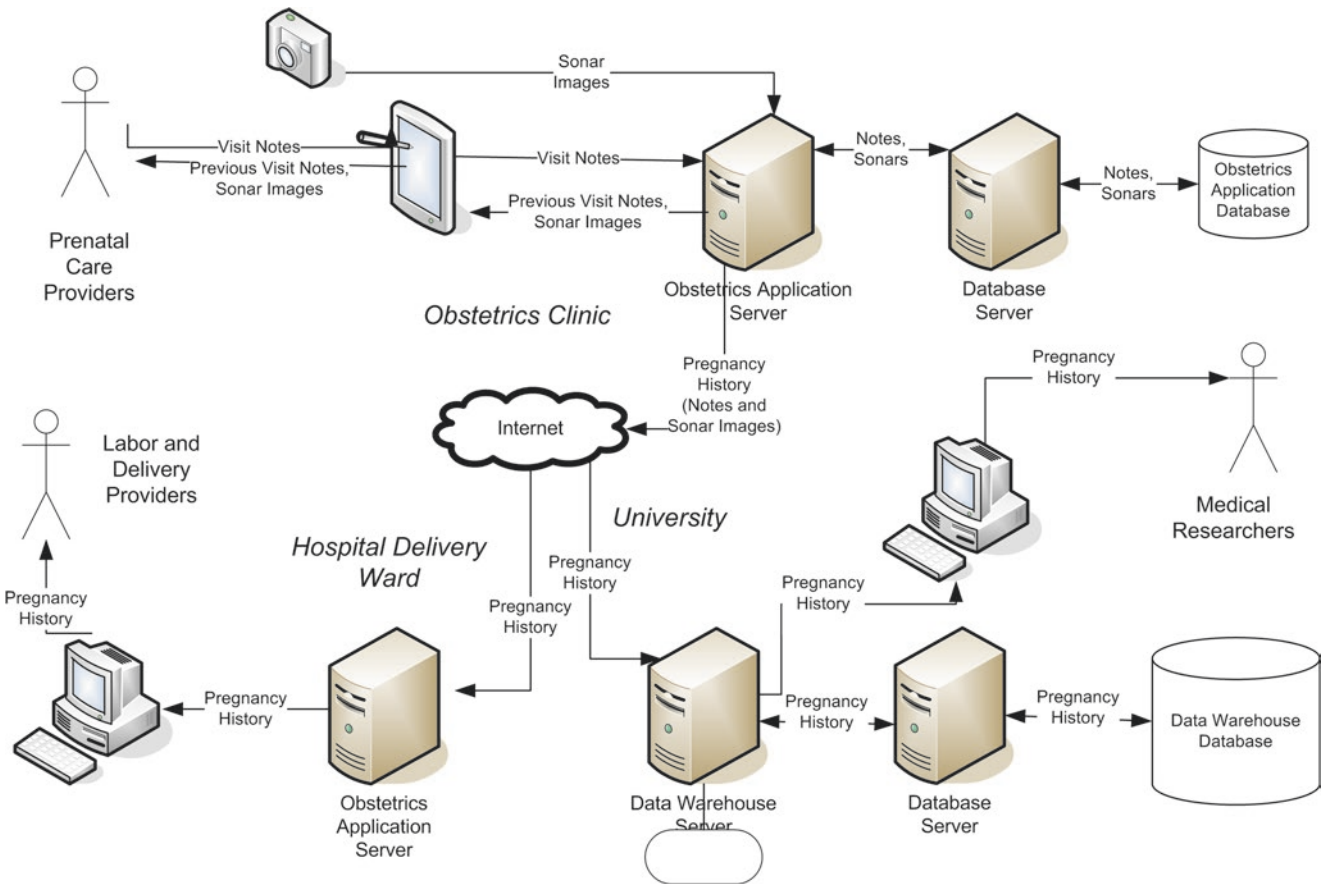 Sonar
Images
Visit Notes
Previous Visit Notes,
Sonar Images
Visit Notes
Previous Visit Notes,
Sonar Images
Notes,
Sonars
Notes,
Sonars
Obstetrics
Application
Database
Prenatal
Care
Providers
Obstetrics Application
Server
Database
Server
Obstetrics Clinic
Pregnancy
History
(Notes and
Sonar Images)
Internet
Pregnancy
History
Medical
Researchers
Labor and
Delivery
Providers
University
Hospital Delivery
Ward
Pregnancy
History
Pregnancy
History
Pregnancy
History
Pregnancy
History
Pregnancy
History
Pregnancy
History
Pregnancy
History
Data Warehouse
Database
Obstetrics
Application
Server
Data Warehouse
Server
Database
Server